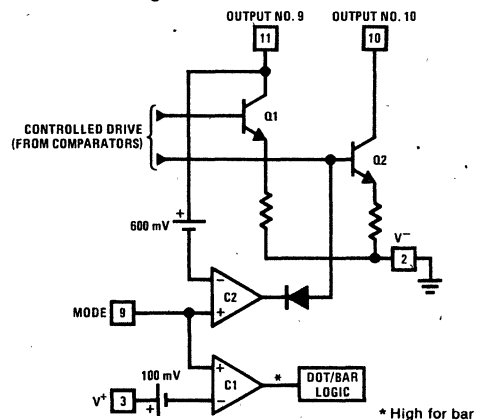 OUTPUT NO. 9
OUTPUT NO. 10
11
10
Q1
CONTROLLED DRIVE
(FROM COMPARATORS)
Q2
+
600 mV
V−
2
−
C2
+
MODE
9
100 mV
+
C1
*
DOT/BAR
LOGIC
V+
3
+
−
* High for bar